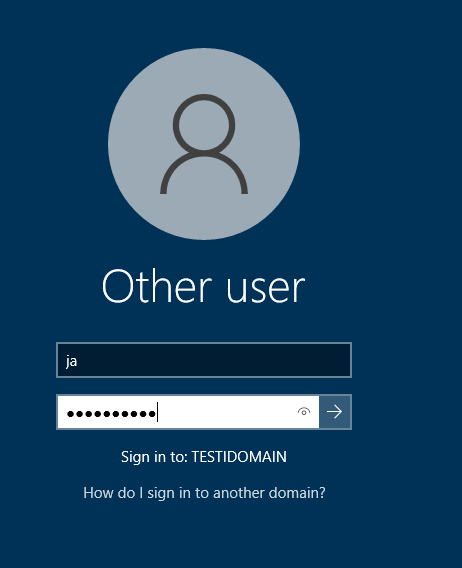 Other user
ja
●●●●●●●●●●
Sign in to: TESTIDOMAIN
How do I sign in to another domain?